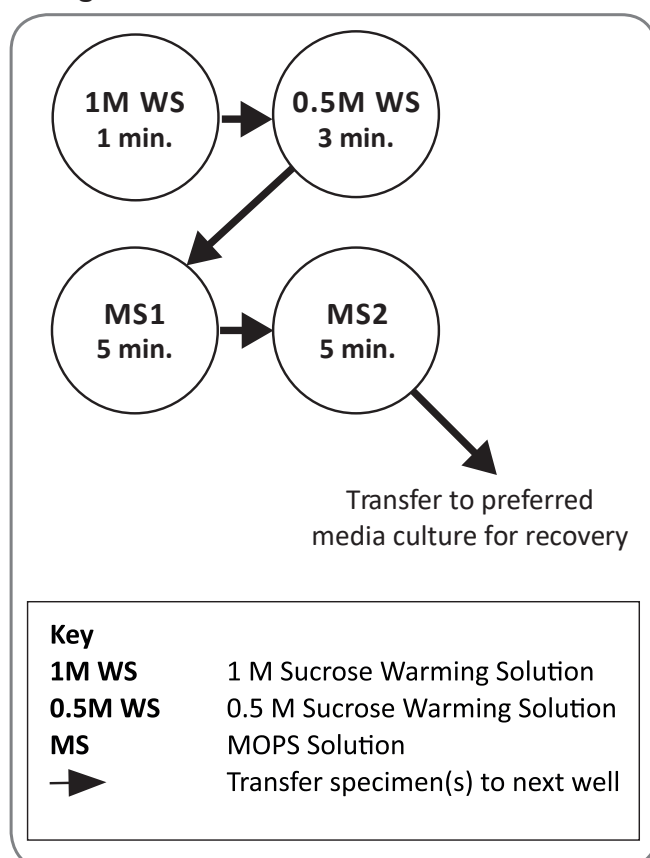 1M WS
1 min.
0.5M WS
3 min.
MS1
5 min.
MS2
5 min.
Transfer to preferred
media culture for recovery
Key
1M WS 1 M Sucrose Warming Solution
0.5M WS 0.5 M Sucrose Warming Solution
MS MOPS Solution
Transfer specimen(s) to next well